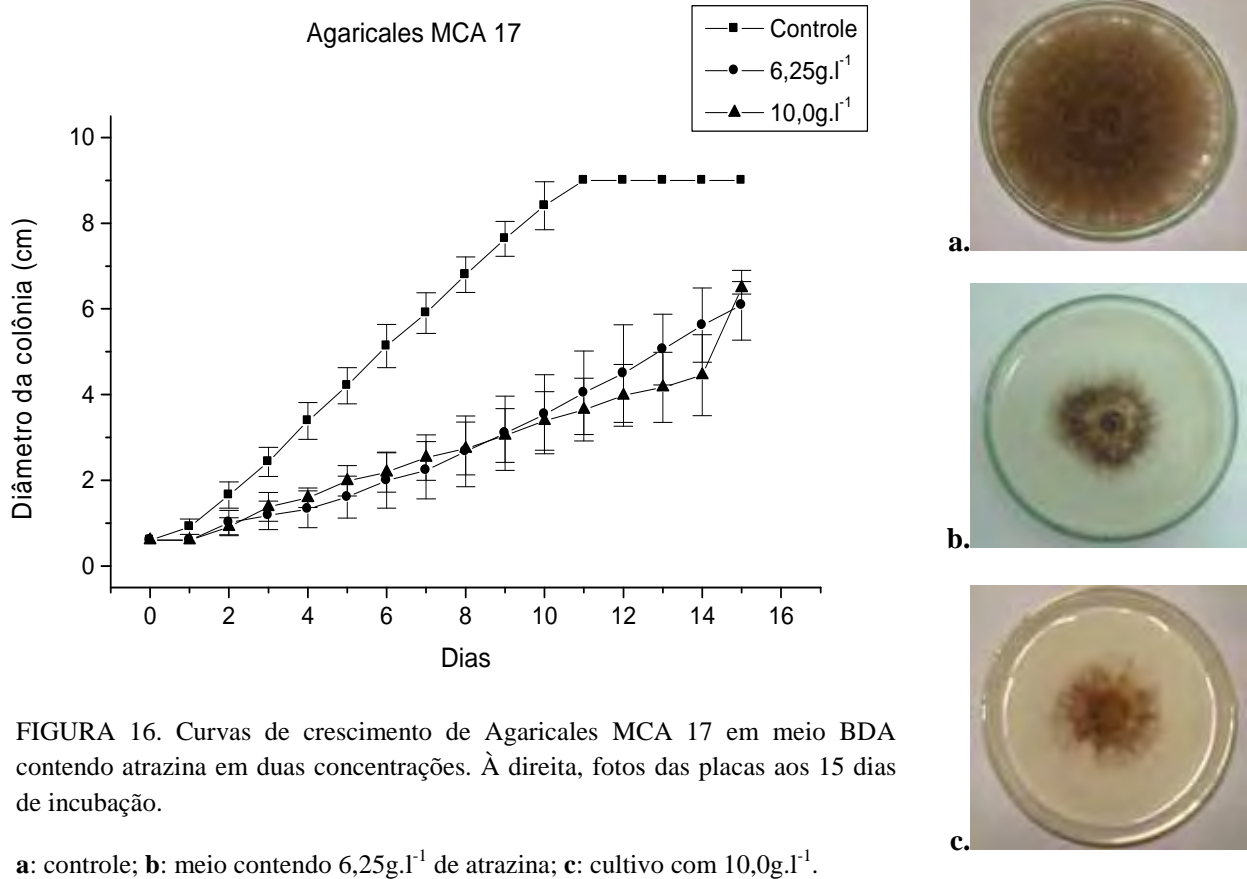 Agaricales MCA 17
Controle
6,25g.l⁻¹
10,0g.l⁻¹
Diâmetro da colônia (cm)
10
8
6
4
2
0
0 2 4 6 8 10 12 14 16
Dias
a.
b.
c.
FIGURA 16. Curvas de crescimento de Agaricales MCA 17 em meio BDA
contendo atrazina em duas concentrações. À direita, fotos das placas aos 15 dias
de incubação.
a: controle; b: meio contendo 6,25g.l⁻¹ de atrazina; c: cultivo com 10,0g.l⁻¹.